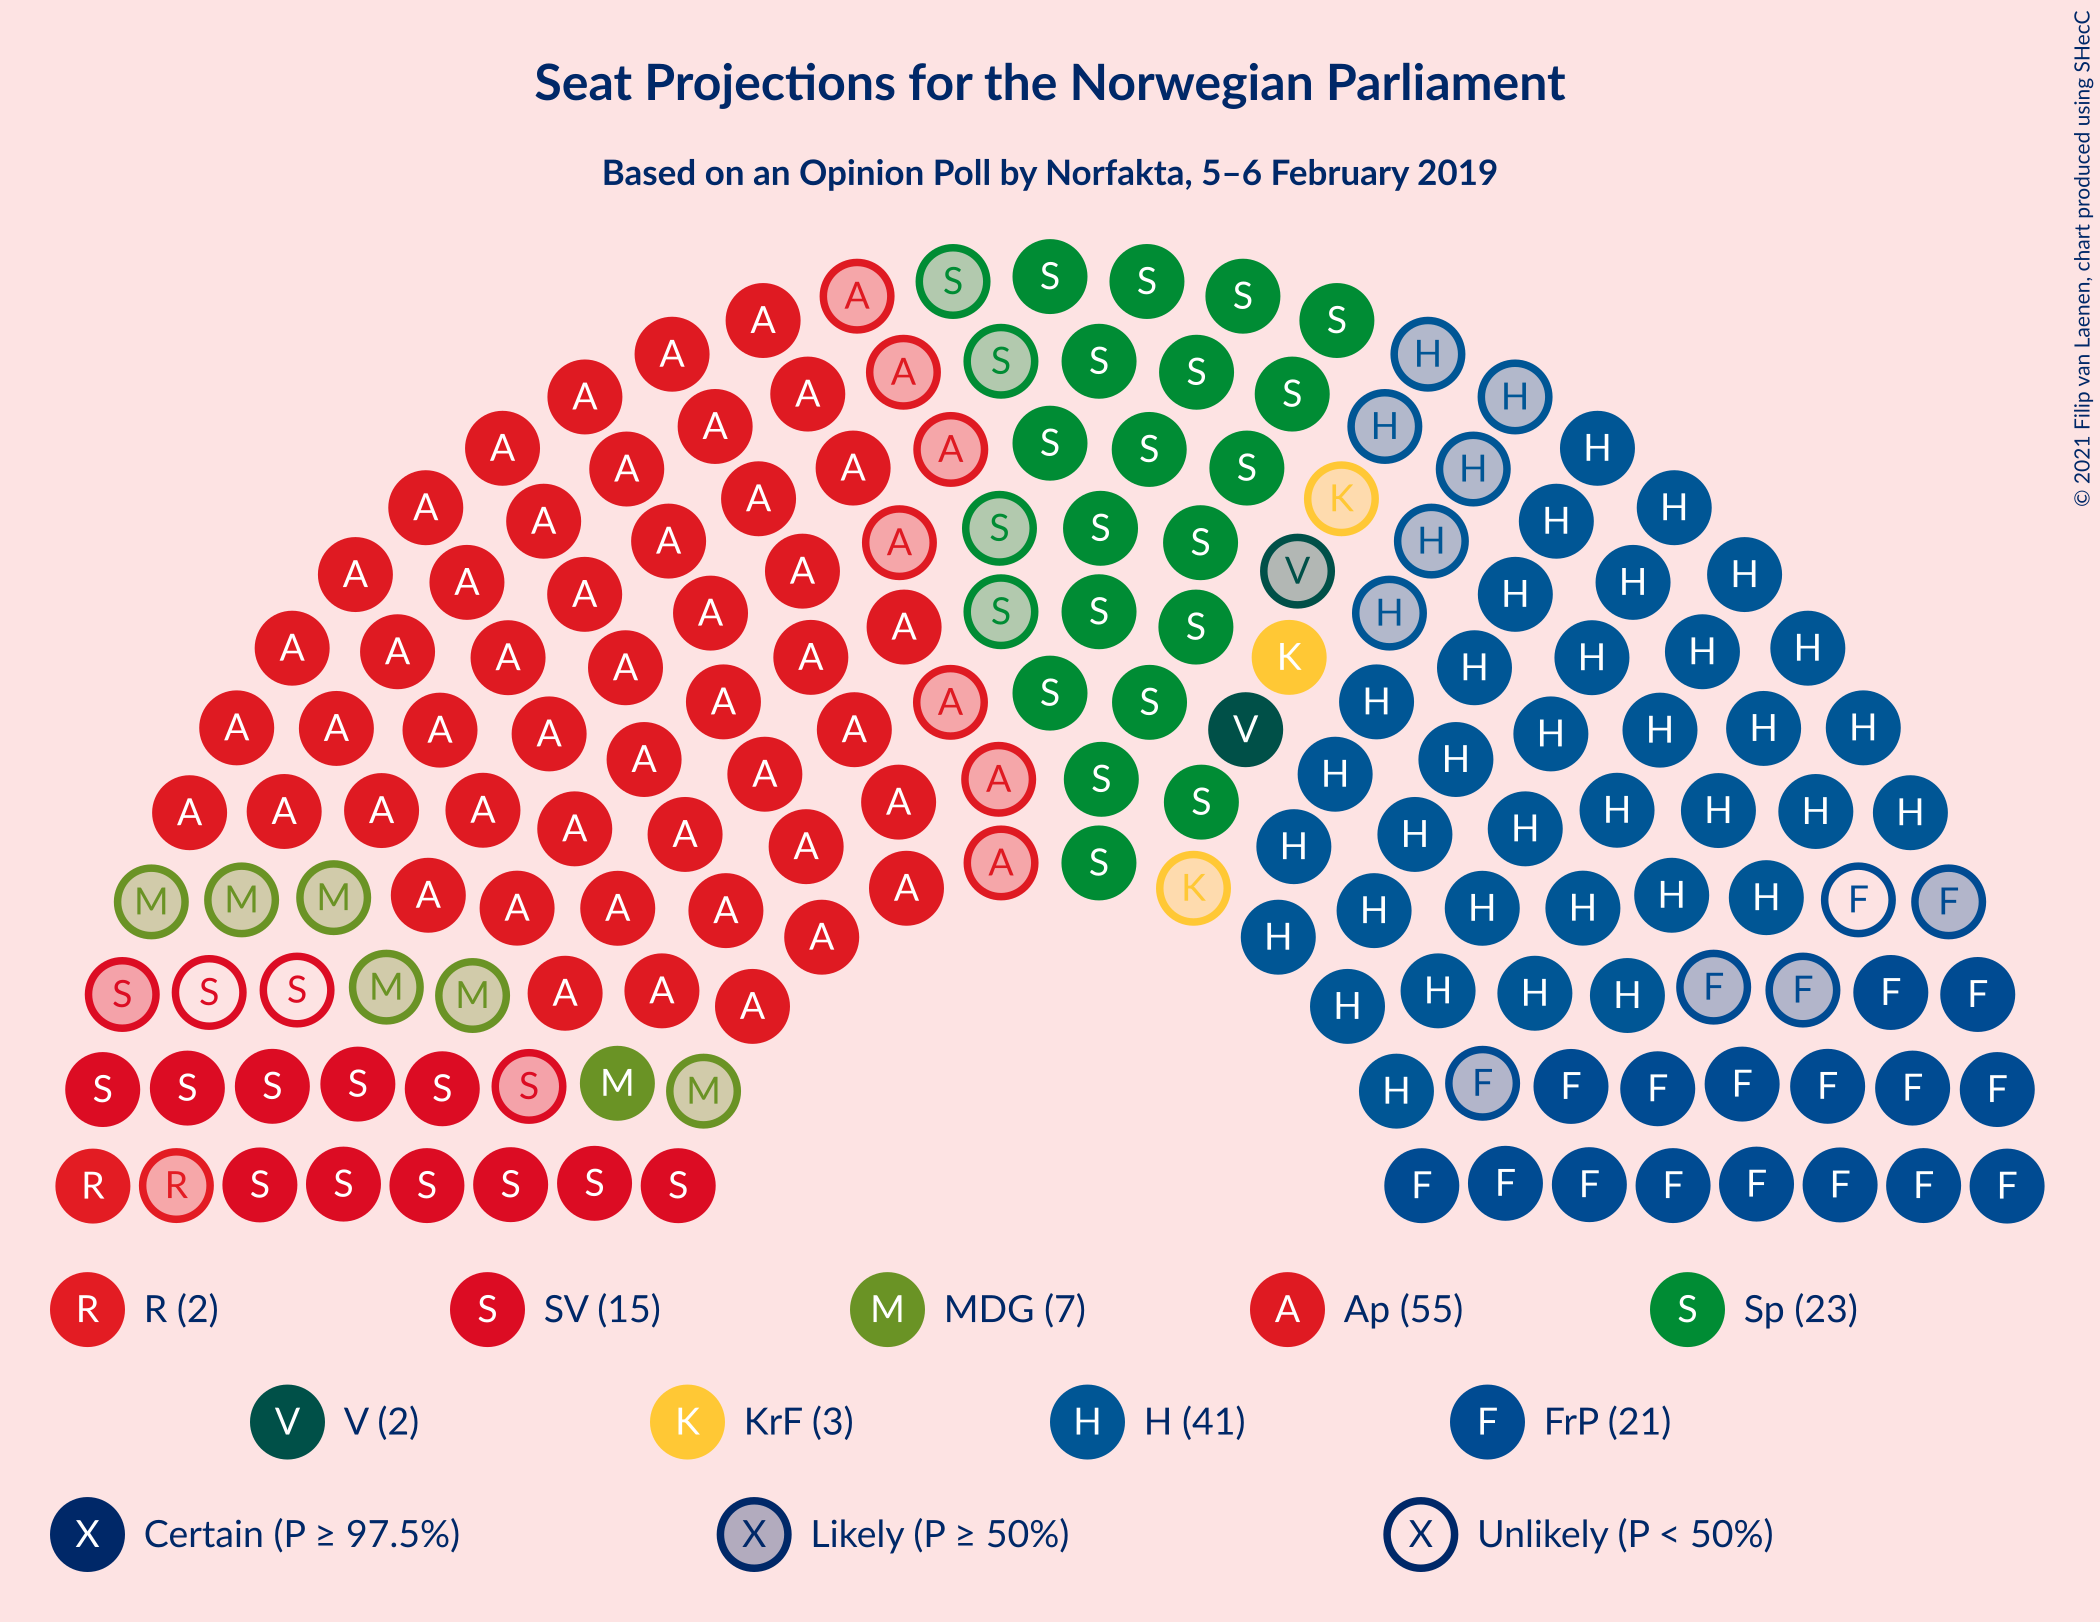 Seat Projections for the Norwegian Parliament
Based on an Opinion Poll by Norfakta, 5–6 February 2019
© 2021 Filip van Laenen, chart produced using SHecC
A S S S S
A S
A A S S S H
A A S H
A A A S S H H
A A S H
A A K H
A A A S S S H H
A A A A V H H H
A A S S S H
A A A A A K H H H H
A A S S H
A A A A A V H H H H
A A A S H H
A A A A A A A S H H H H H H
A A S H
M M M A A A A A K H H H H H F F
A H
S S S M M A A A H H H H F F F F
S S S S S S M M H F F F F F F F
R R S S S S S S F F F F F F F F
R R (2)
S SV (15)
M MDG (7)
A Ap (55)
S Sp (23)
V V (2)
K KrF (3)
H H (41)
F FrP (21)
X Certain (P ≥ 97.5%)
X Likely (P ≥ 50%)
X Unlikely (P < 50%)